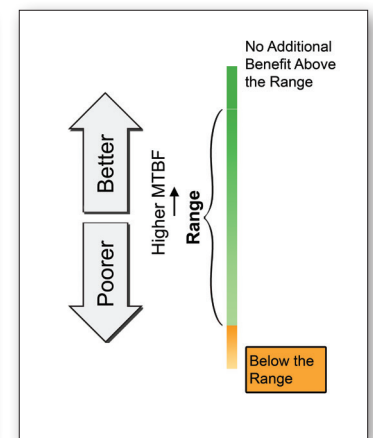 No Additional
Benefit Above
the Range
Better
Higher MTBF
Range
Poorer
Below the
Range